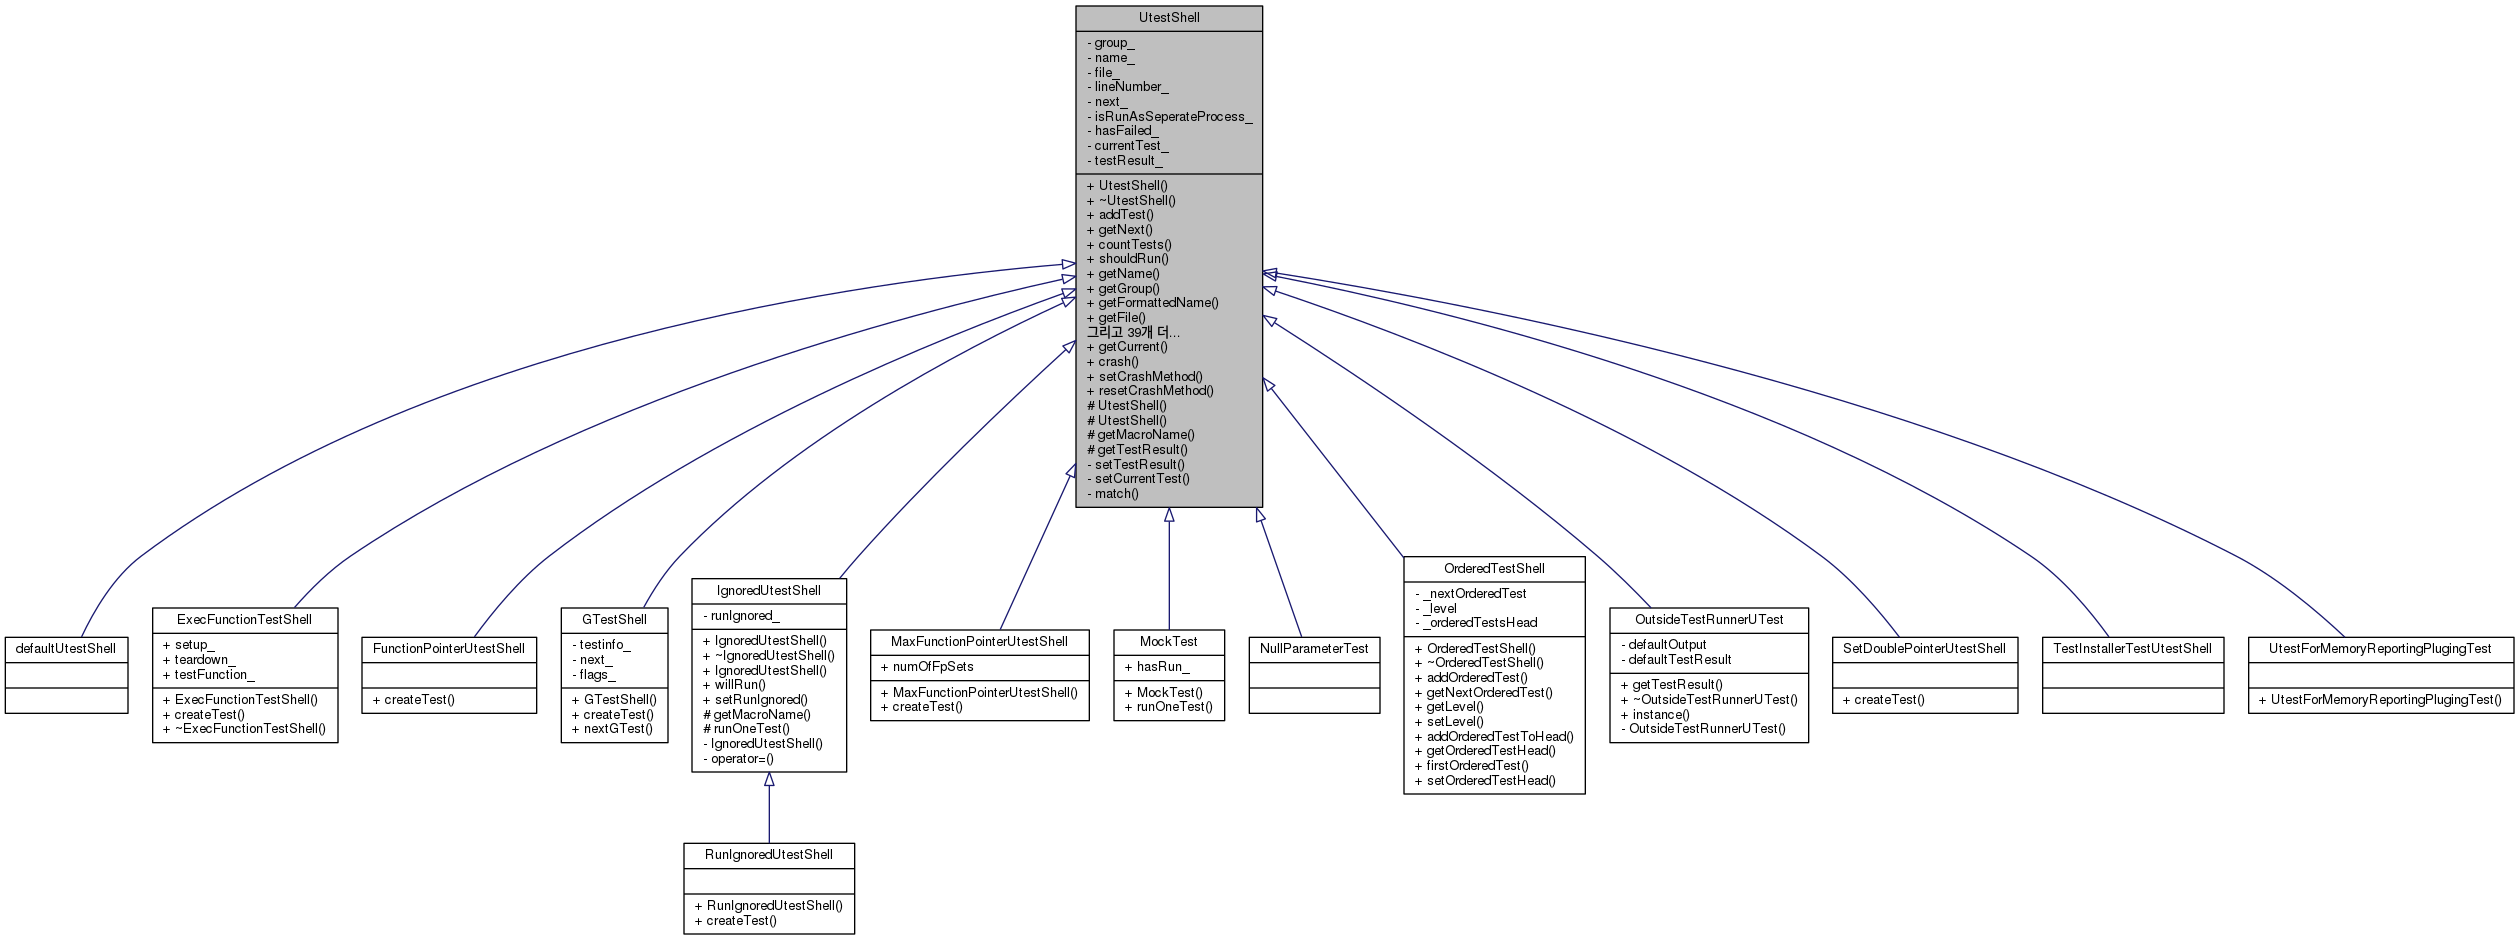 UtestShell
- group_
- name_
- file_
- lineNumber_
- next_
- isRunAsSeperateProcess_
- hasFailed_
- currentTest_
- testResult_
+ UtestShell()
+ ~UtestShell()
+ addTest()
+ getNext()
+ countTests()
+ shouldRun()
+ getName()
+ getGroup()
+ getFormattedName()
+ getFile()
그리고 39개 더...
+ getCurrent()
+ crash()
+ setCrashMethod()
+ resetCrashMethod()
# UtestShell()
# UtestShell()
# getMacroName()
# getTestResult()
- setTestResult()
- setCurrentTest()
- match()
defaultUtestShell
ExecFunctionTestShell
+ setup_
+ teardown_
+ testFunction_
+ ExecFunctionTestShell()
+ createTest()
+ ~ExecFunctionTestShell()
FunctionPointerUtestShell
+ createTest()
GTestShell
- testinfo_
- next_
- flags_
+ GTestShell()
+ createTest()
+ nextGTest()
IgnoredUtestShell
- runIgnored_
+ IgnoredUtestShell()
+ ~IgnoredUtestShell()
+ IgnoredUtestShell()
+ willRun()
+ setRunIgnored()
# getMacroName()
# runOneTest()
- IgnoredUtestShell()
- operator=()
MaxFunctionPointerUtestShell
+ numOfFpSets
+ MaxFunctionPointerUtestShell()
+ createTest()
MockTest
+ hasRun_
+ MockTest()
+ runOneTest()
NullParameterTest
OrderedTestShell
- _nextOrderedTest
- _level
- _orderedTestsHead
+ OrderedTestShell()
+ ~OrderedTestShell()
+ addOrderedTest()
+ getNextOrderedTest()
+ getLevel()
+ setLevel()
+ addOrderedTestToHead()
+ getOrderedTestHead()
+ firstOrderedTest()
+ setOrderedTestHead()
OutsideTestRunnerUTest
- defaultOutput
- defaultTestResult
+ getTestResult()
+ ~OutsideTestRunnerUTest()
+ instance()
- OutsideTestRunnerUTest()
SetDoublePointerUtestShell
+ createTest()
TestInstallerTestUtestShell
UtestForMemoryReportingPlugingTest
+ UtestForMemoryReportingPlugingTest()
RunIgnoredUtestShell
+ RunIgnoredUtestShell()
+ createTest()